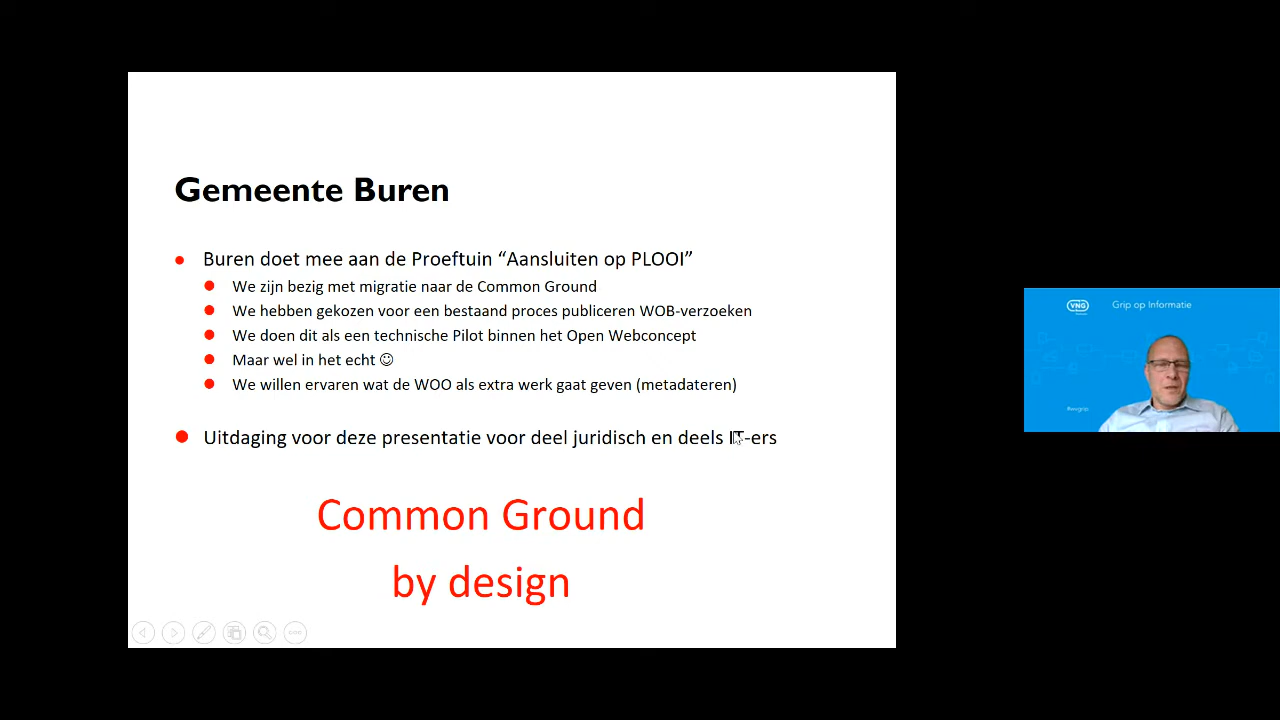 Gemeente Buren
Buren doet mee aan de Proeftuin “Aansluiten op PLOOI”
We zijn bezig met migratie naar de Common Ground
We hebben gekozen voor een bestaand proces publiceren WOB-verzoeken
We doen dit als een technische Pilot binnen het Open Webconcept
Maar wel in het echt ☺
We willen ervaren wat de WOO als extra werk gaat geven (metadateren)
Uitdaging voor deze presentatie voor deel juridisch en deels IT-ers
Common Ground
by design
VNG
Grip op Informatie